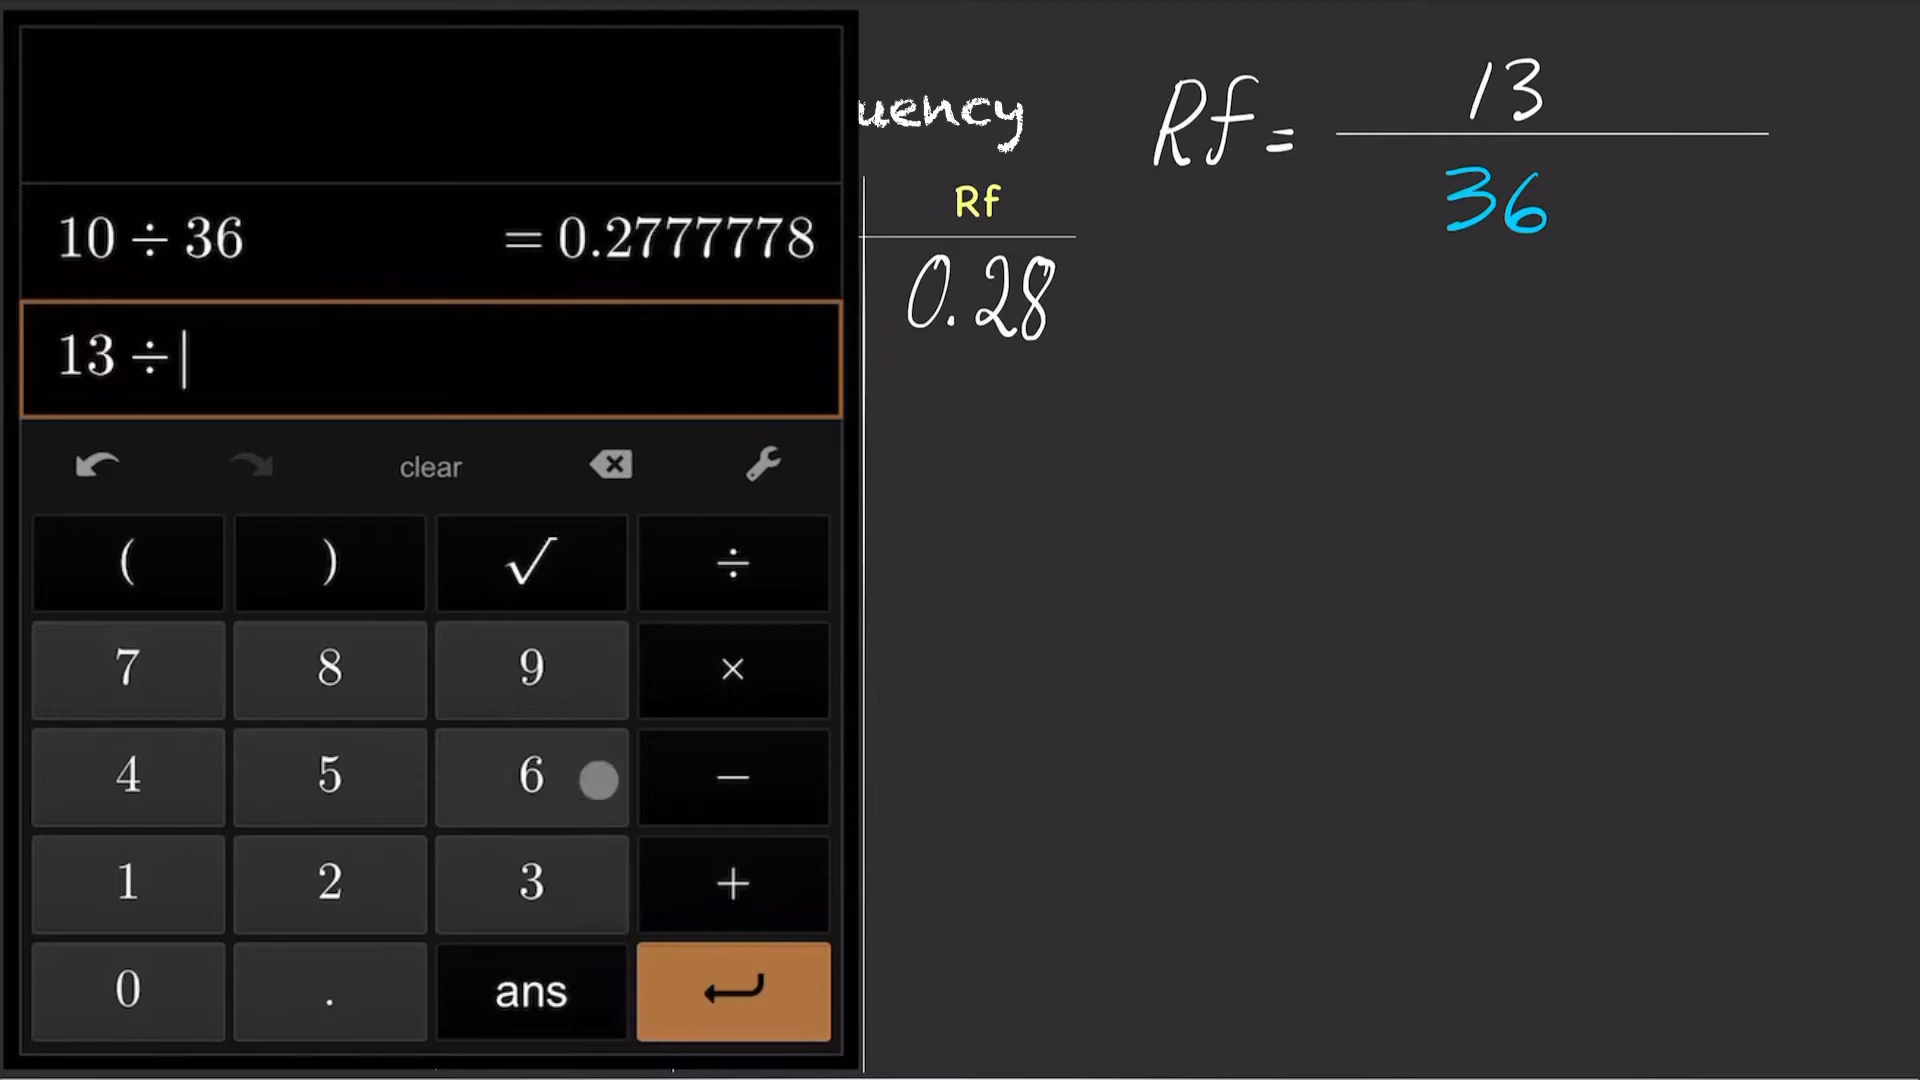 10 ÷ 36 = 0.2777778
13 ÷
clear
( ) √ ÷
7 8 9 ×
4 5 6 −
1 2 3 +
0 . ans
uency
Rf
0.28
Rf = 13
36